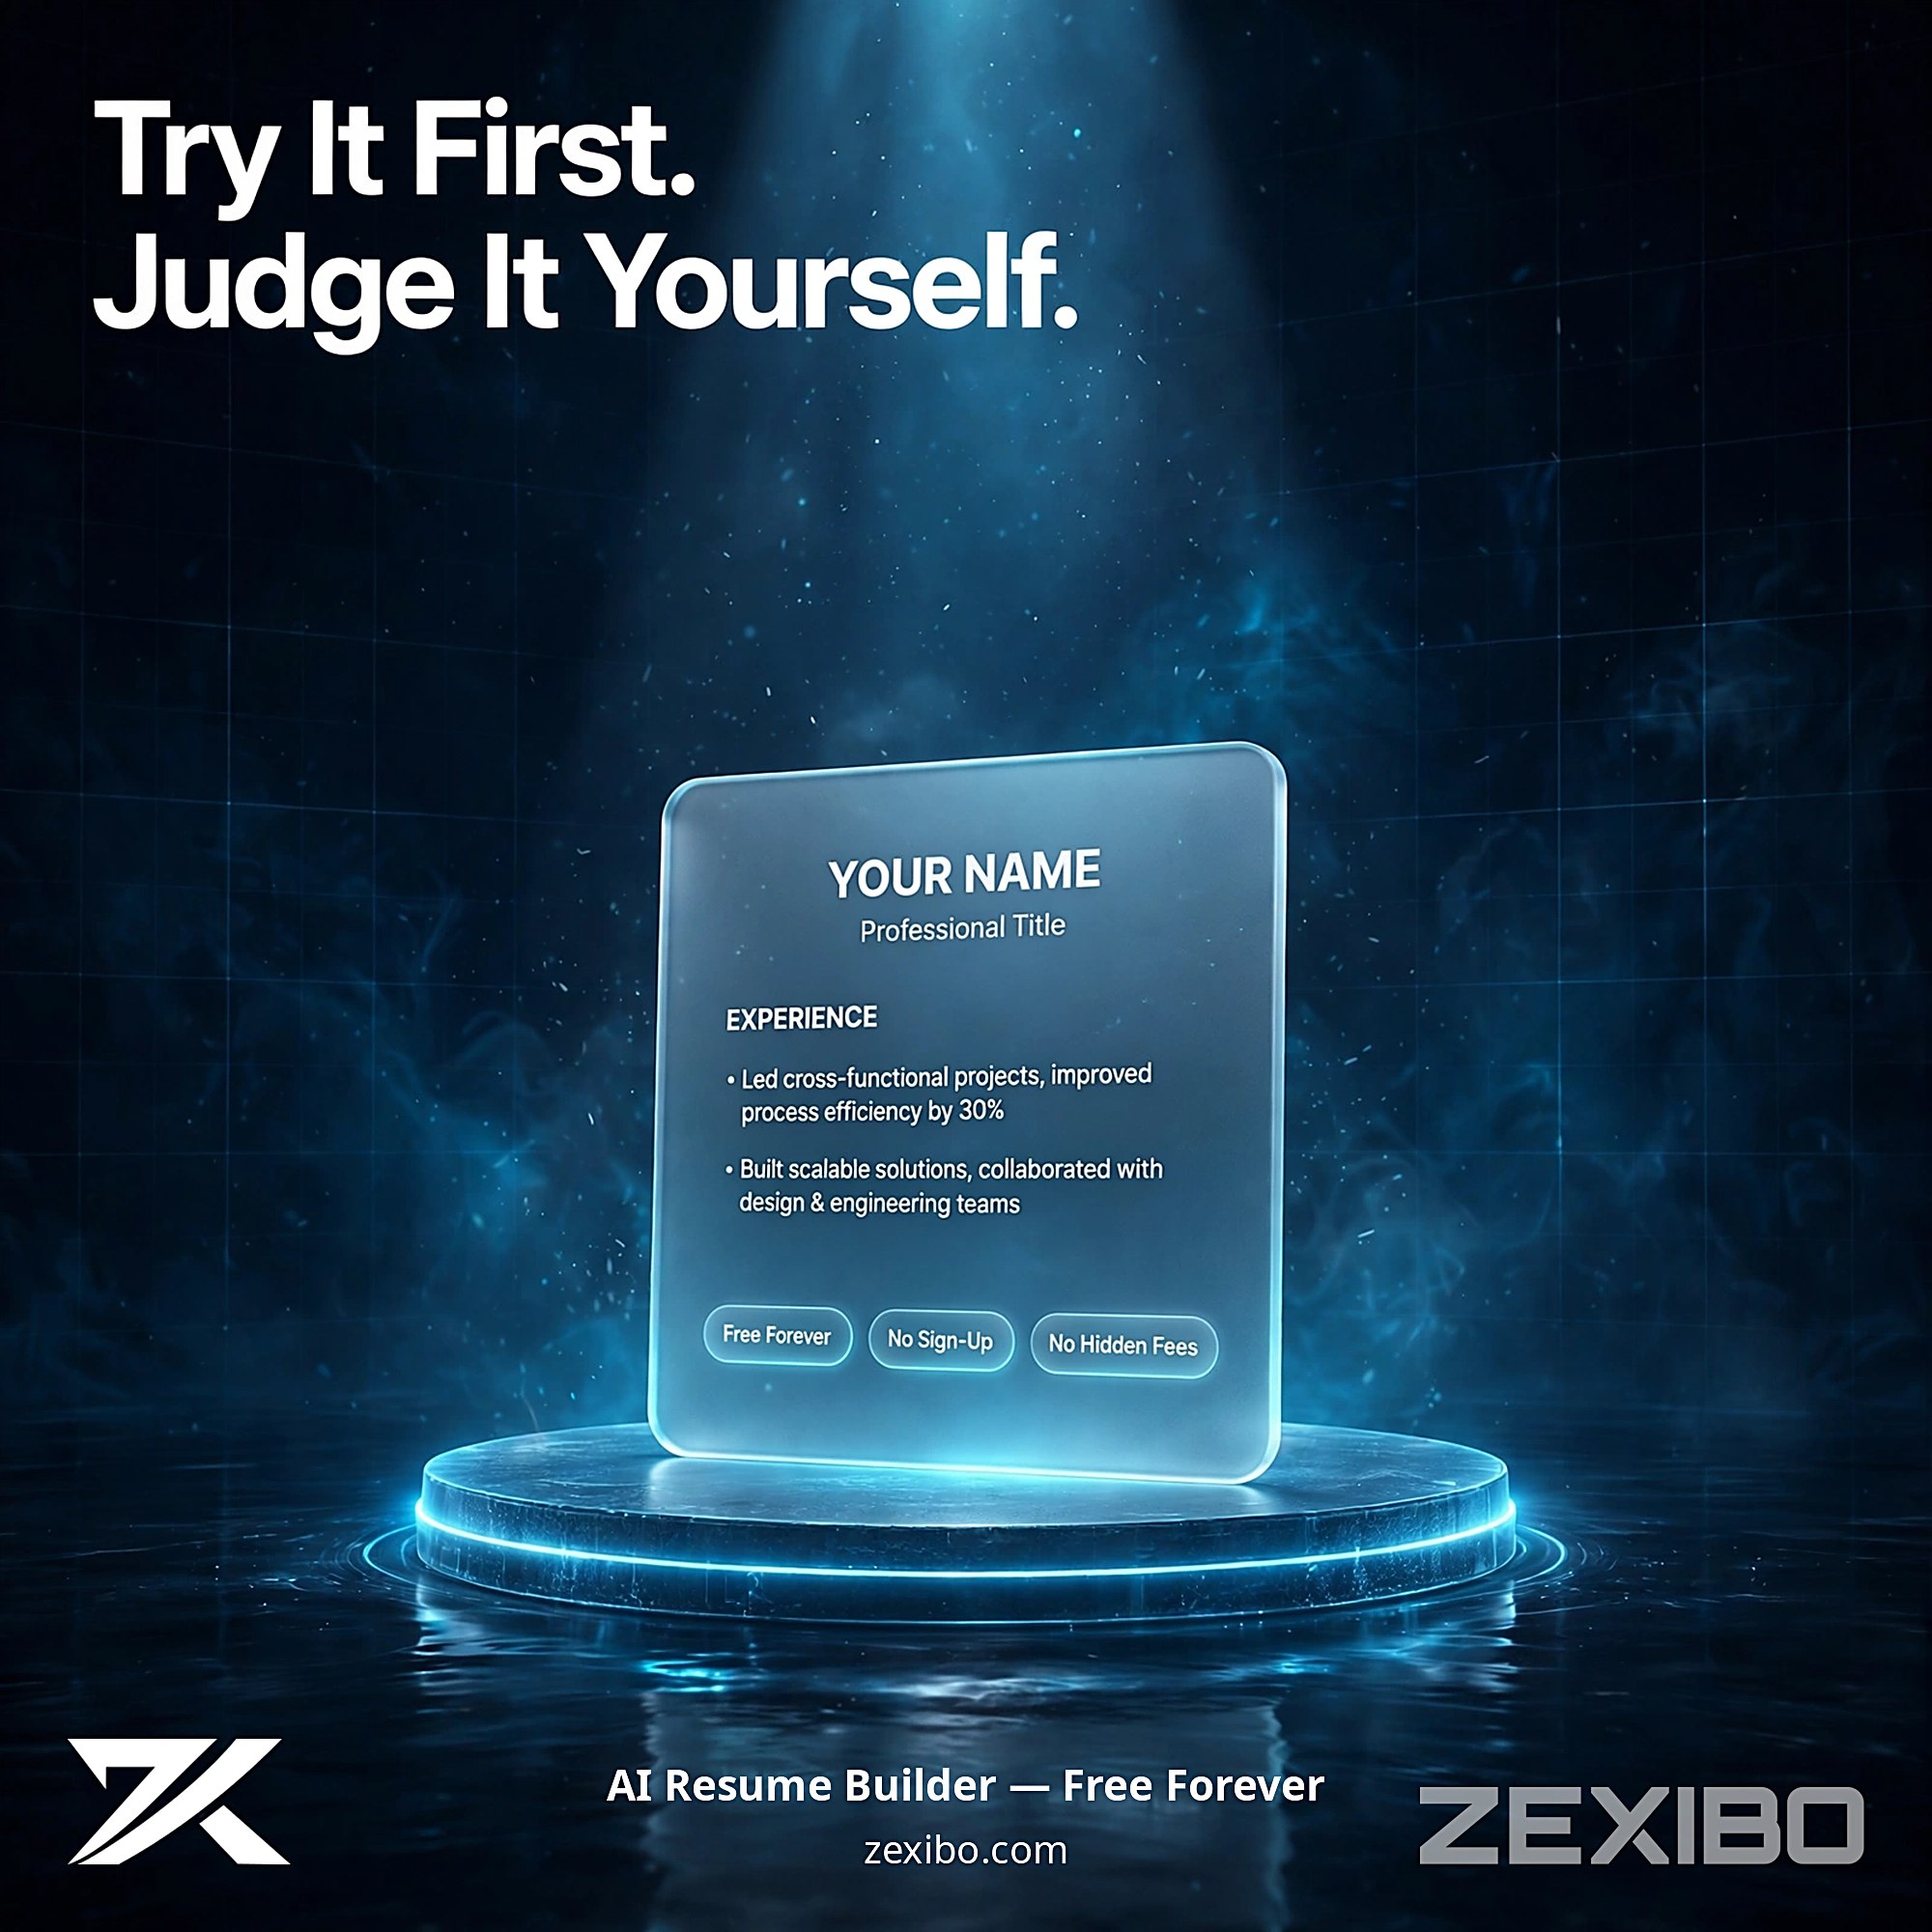 Try It First.
Judge It Yourself.
YOUR NAME
Professional Title
EXPERIENCE
• Led cross-functional projects, improved
process efficiency by 30%
• Built scalable solutions, collaborated with
design & engineering teams
Free Forever
No Sign-Up
No Hidden Fees
AI Resume Builder — Free Forever
zexibo.com
ZEXIBO